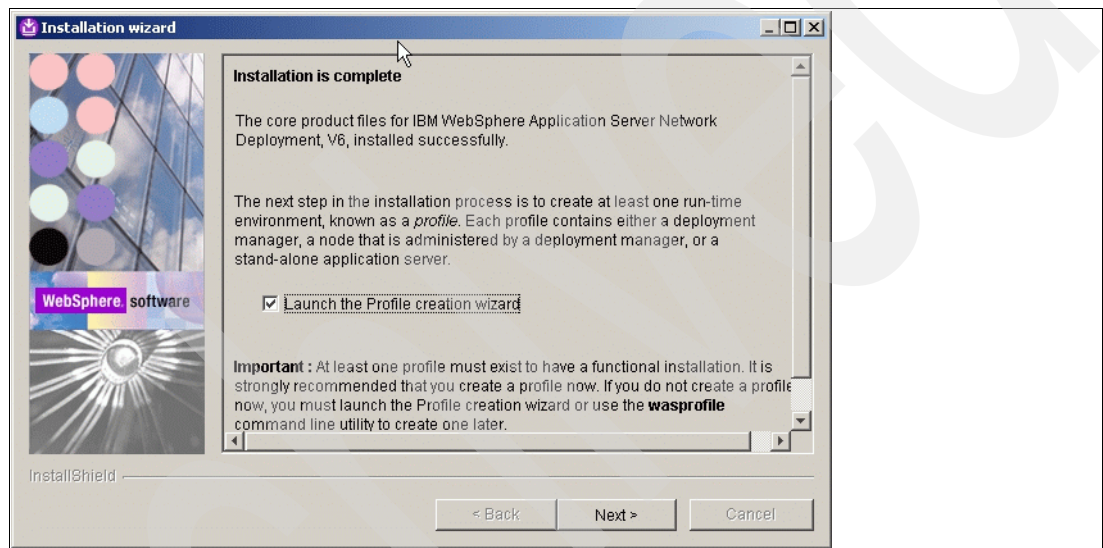 Installation wizard
Installation is complete
The core product files for IBM WebSphere Application Server Network
Deployment, V6, installed successfully.
The next step in the installation process is to create at least one run-time
environment, known as a profile. Each profile contains either a deployment
manager, a node that is administered by a deployment manager, or a
stand-alone application server.
WebSphere. software
Launch the Profile creation wizard
Important : At least one profile must exist to have a functional installation. It is
strongly recommended that you create a profile now. If you do not create a profile
now, you must launch the Profile creation wizard or use the wasprofile
command line utility to create one later.
InstallShield
< Back
Next >
Cancel